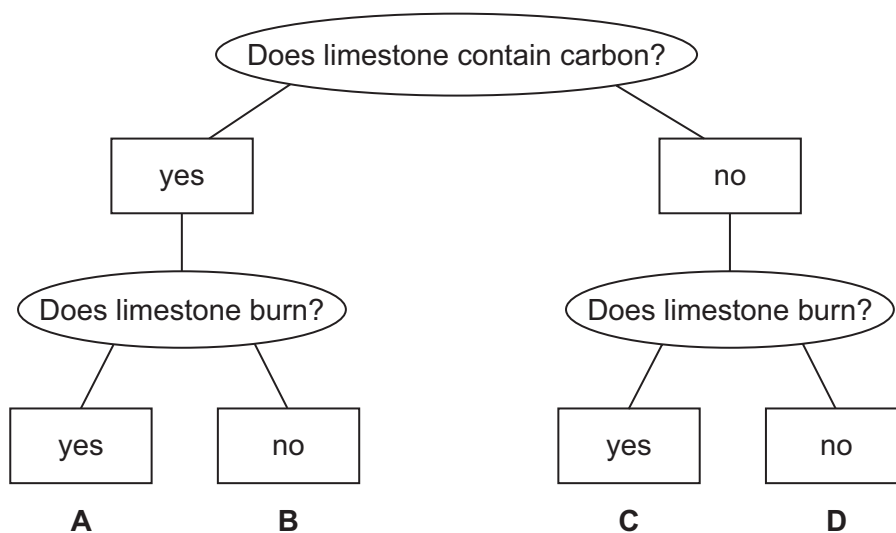 Does limestone contain carbon?
yes
no
Does limestone burn?
Does limestone burn?
yes
no
yes
no
A
B
C
D